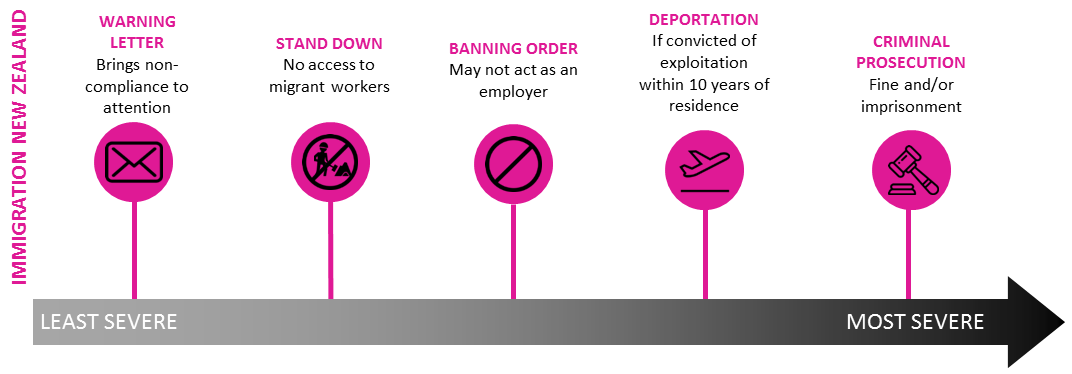 IMMIGRATION NEW ZEALAND
WARNING
LETTER
Brings non-
compliance to
attention
STAND DOWN
No access to
migrant workers
BANNING ORDER
May not act as an
employer
DEPORTATION
If convicted of
exploitation
within 10 years of
residence
CRIMINAL
PROSECUTION
Fine and/or
imprisonment
LEAST SEVERE
MOST SEVERE